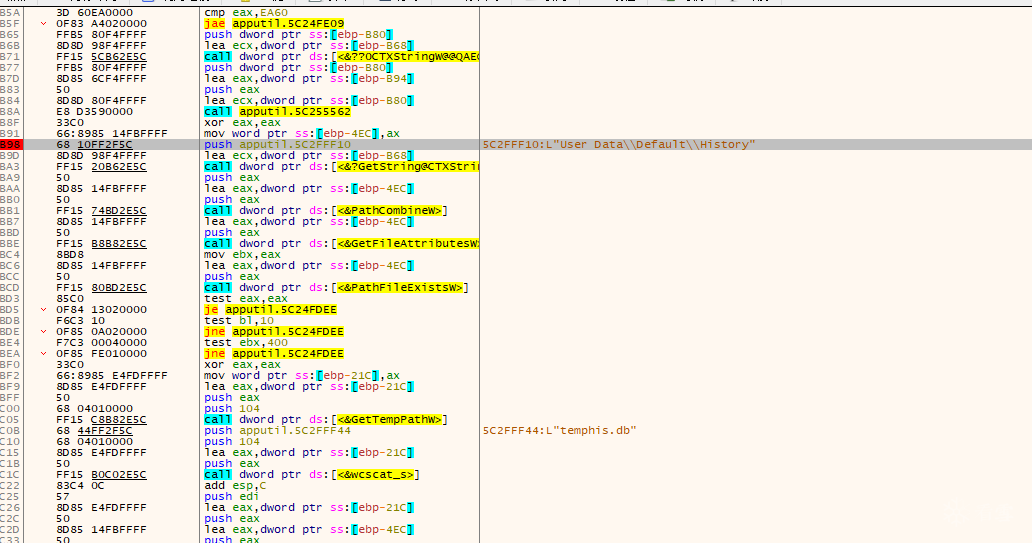 B5A 3D 60EA0000 cmp eax,EA60
B5F 0F83 A4020000 jae apputil.5C24FE09
B65 FFB5 80F4FFFF push dword ptr ss:[ebp-B80]
B6B 8D8D 98F4FFFF lea ecx,dword ptr ss:[ebp-B68]
B71 FF15 5CB62E5C call dword ptr ds:[<&??0CTXStringW@@QAE
B77 FFB5 80F4FFFF push dword ptr ss:[ebp-B80]
B7D 8D85 6CF4FFFF lea eax,dword ptr ss:[ebp-B94]
B83 50 push eax
B84 8D8D 80F4FFFF lea ecx,dword ptr ss:[ebp-B80]
B8A E8 D3590000 call apputil.5C255562
B8F 33C0 xor eax,eax
B91 66:8985 14FBFFFF mov word ptr ss:[ebp-4EC],ax
B98 68 10FF2F5C push apputil.5C2FFF10 5C2FFF10:L"User Data\\Default\\History"
B9D 8D8D 98F4FFFF lea ecx,dword ptr ss:[ebp-B68]
BA3 FF15 20B62E5C call dword ptr ds:[<&?GetString@CTXStri
BA9 50 push eax
BAA 8D85 14FBFFFF lea eax,dword ptr ss:[ebp-4EC]
BB0 50 push eax
BB1 FF15 74BD2E5C call dword ptr ds:[<&PathCombineW>]
BB7 8D85 14FBFFFF lea eax,dword ptr ss:[ebp-4EC]
BBD 50 push eax
BBE FF15 B8B82E5C call dword ptr ds:[<&GetFileAttributesW>
BC4 8BD8 mov ebx,eax
BC6 8D85 14FBFFFF lea eax,dword ptr ss:[ebp-4EC]
BCC 50 push eax
BCD FF15 80BD2E5C call dword ptr ds:[<&PathFileExistsW>]
BD3 85C0 test eax,eax
BD5 0F84 13020000 je apputil.5C24FDEE
BDB F6C3 10 test bl,10
BDE 0F85 0A020000 jne apputil.5C24FDEE
BE4 F7C3 00040000 test ebx,400
BEA 0F85 FE010000 jne apputil.5C24FDEE
BF0 33C0 xor eax,eax
BF2 66:8985 E4FDFFFF mov word ptr ss:[ebp-21C],ax
BF9 8D85 E4FDFFFF lea eax,dword ptr ss:[ebp-21C]
BFF 50 push eax
C00 68 04010000 push 104
C05 FF15 C8B82E5C call dword ptr ds:[<&GetTempPathW>]
C0B 68 44FF2F5C push apputil.5C2FFF44 5C2FFF44:L"temphis.db"
C10 68 04010000 push 104
C15 8D85 E4FDFFFF lea eax,dword ptr ss:[ebp-21C]
C1B 50 push eax
C1C FF15 B0C02E5C call dword ptr ds:[<&wcscat_s>]
C22 83C4 0C add esp,C
C25 57 push edi
C26 8D85 E4FDFFFF lea eax,dword ptr ss:[ebp-21C]
C2C 50 push eax
C2D 8D85 14FBFFFF lea eax,dword ptr ss:[ebp-4EC]
C33 50 push eax